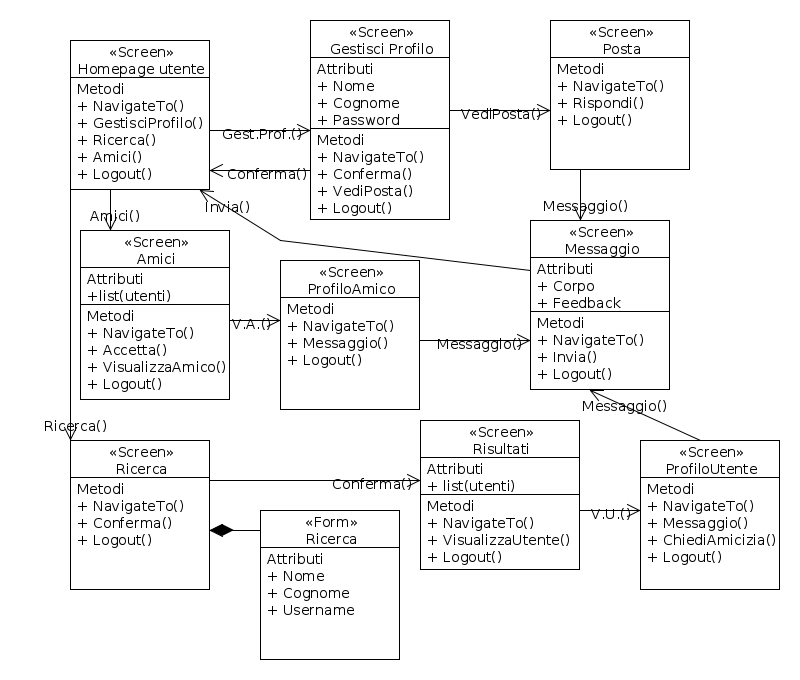 «Screen»
Homepage utente
Metodi
+ NavigateTo()
+ GestisciProfilo()
+ Ricerca()
+ Amici()
+ Logout()
«Screen»
Gestisci Profilo
Attributi
+ Nome
+ Cognome
+ Password
Metodi
+ NavigateTo()
+ Conferma()
+ VediPosta()
+ Logout()
«Screen»
Posta
Metodi
+ NavigateTo()
+ Rispondi()
+ Logout()
Gest.Prof.()
Conferma()
VediPosta()
Invia()
Amici()
Messaggio()
«Screen»
Amici
Attributi
+list(utenti)
Metodi
+ NavigateTo()
+ Accetta()
+ VisualizzaAmico()
+ Logout()
V.A.()
«Screen»
ProfiloAmico
Metodi
+ NavigateTo()
+ Messaggio()
+ Logout()
Messaggio()
«Screen»
Messaggio
Attributi
+ Corpo
+ Feedback
Metodi
+ NavigateTo()
+ Invia()
+ Logout()
Messaggio()
Ricerca()
«Screen»
Ricerca
Metodi
+ NavigateTo()
+ Conferma()
+ Logout()
Conferma()
«Form»
Ricerca
Attributi
+ Nome
+ Cognome
+ Username
«Screen»
Risultati
Attributi
+ list(utenti)
Metodi
+ NavigateTo()
+ VisualizzaUtente()
+ Logout()
V.U.()
«Screen»
ProfiloUtente
Metodi
+ NavigateTo()
+ Messaggio()
+ ChiediAmicizia()
+ Logout()